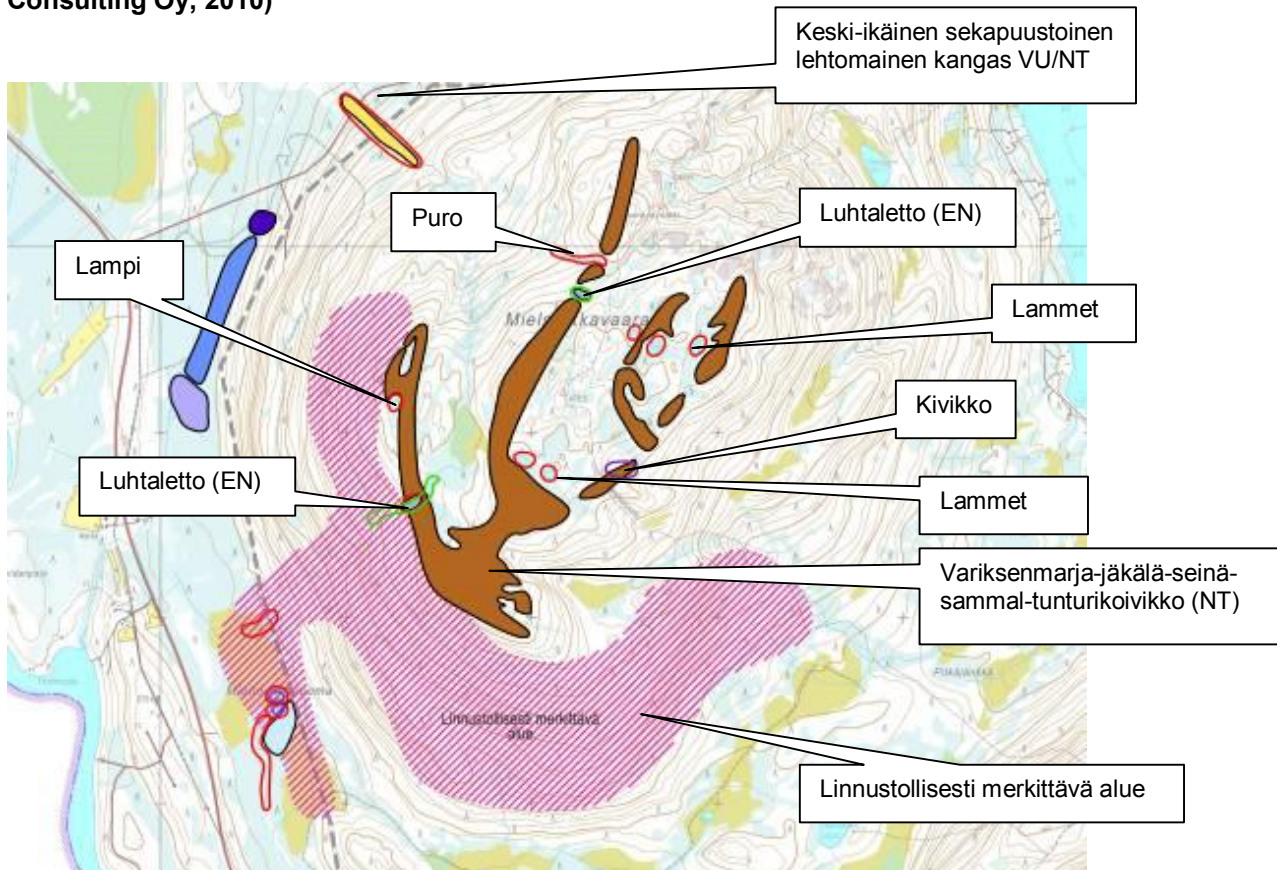 Consulting Oy, 2010)
Keski-ikäinen sekapuustoinen
lehtomainen kangas VU/NT
Puro
Luhtaletto (EN)
Lampi
Lammet
Kivikko
Luhtaletto (EN)
Lammet
Variksenmarja-jäkälä-seinä-
sammal-tunturikoivikko (NT)
Linnustollisesti merkittävä
alue
Linnustollisesti merkittävä alue